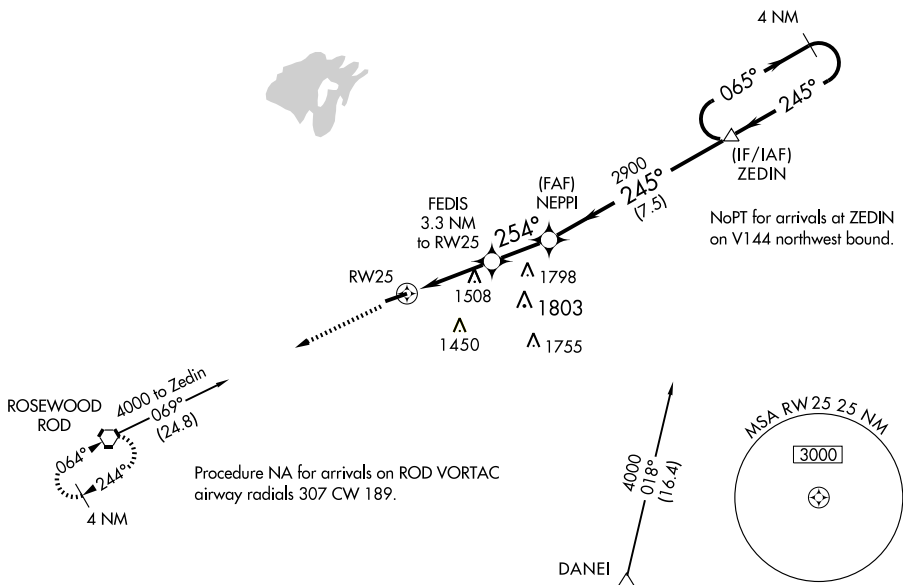 4 NM
065°
245°
(IF/IAF)
ZEDIN
2900
245°
(7.5)
NoPT for arrivals at ZEDIN
on V144 northwest bound.
(FAF)
NEPPI
FEDIS
3.3 NM
to RW25
254°
RW25
1508
1798
1803
1450
1755
ROSEWOOD
ROD
4000 to Zedin
069°
(24.8)
064°
244°
4 NM
Procedure NA for arrivals on ROD VORTAC
airway radials 307 CW 189.
4000
018°
(16.4)
DANEI
MSA RW25 25 NM
3000